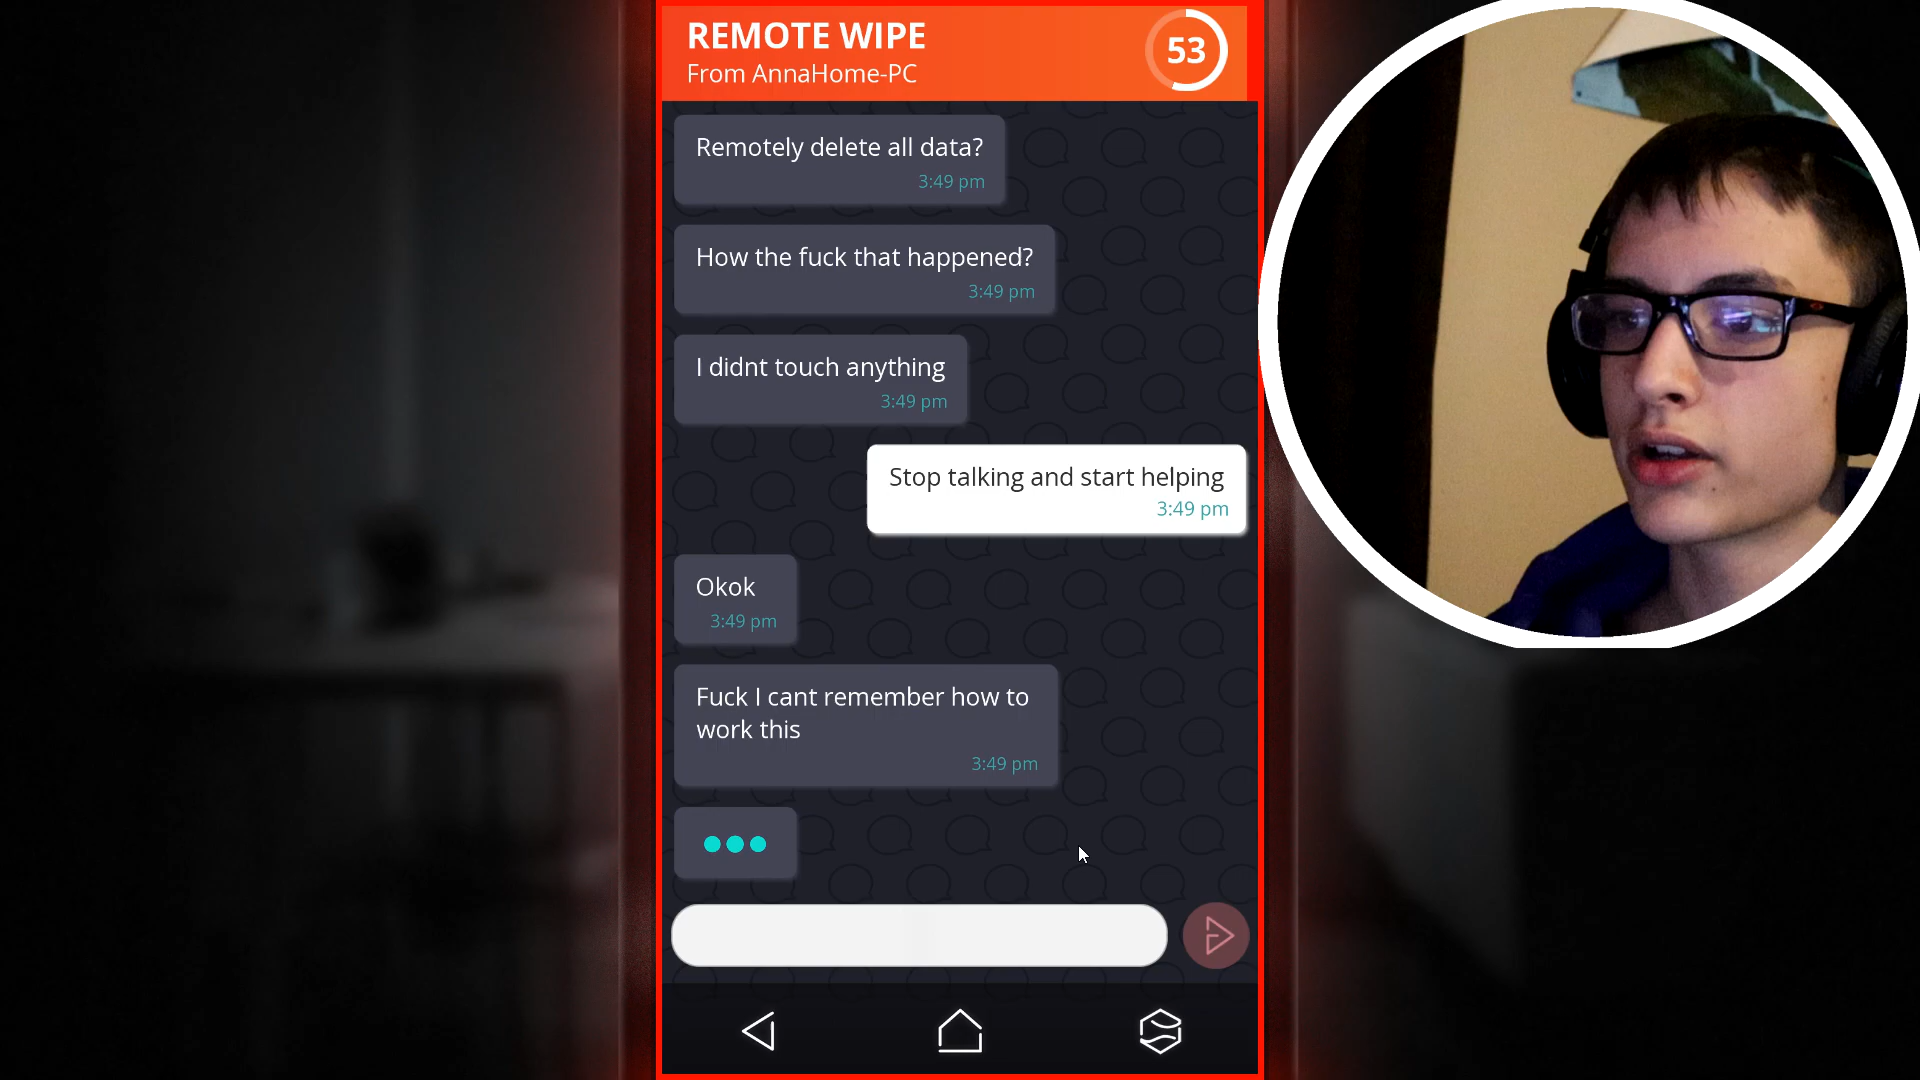 REMOTE WIPE
From AnnaHome-PC
53
Remotely delete all data?
3:49 pm
How the fuck that happened?
3:49 pm
I didnt touch anything
3:49 pm
Stop talking and start helping
3:49 pm
Okok
3:49 pm
Fuck I cant remember how to
work this
3:49 pm